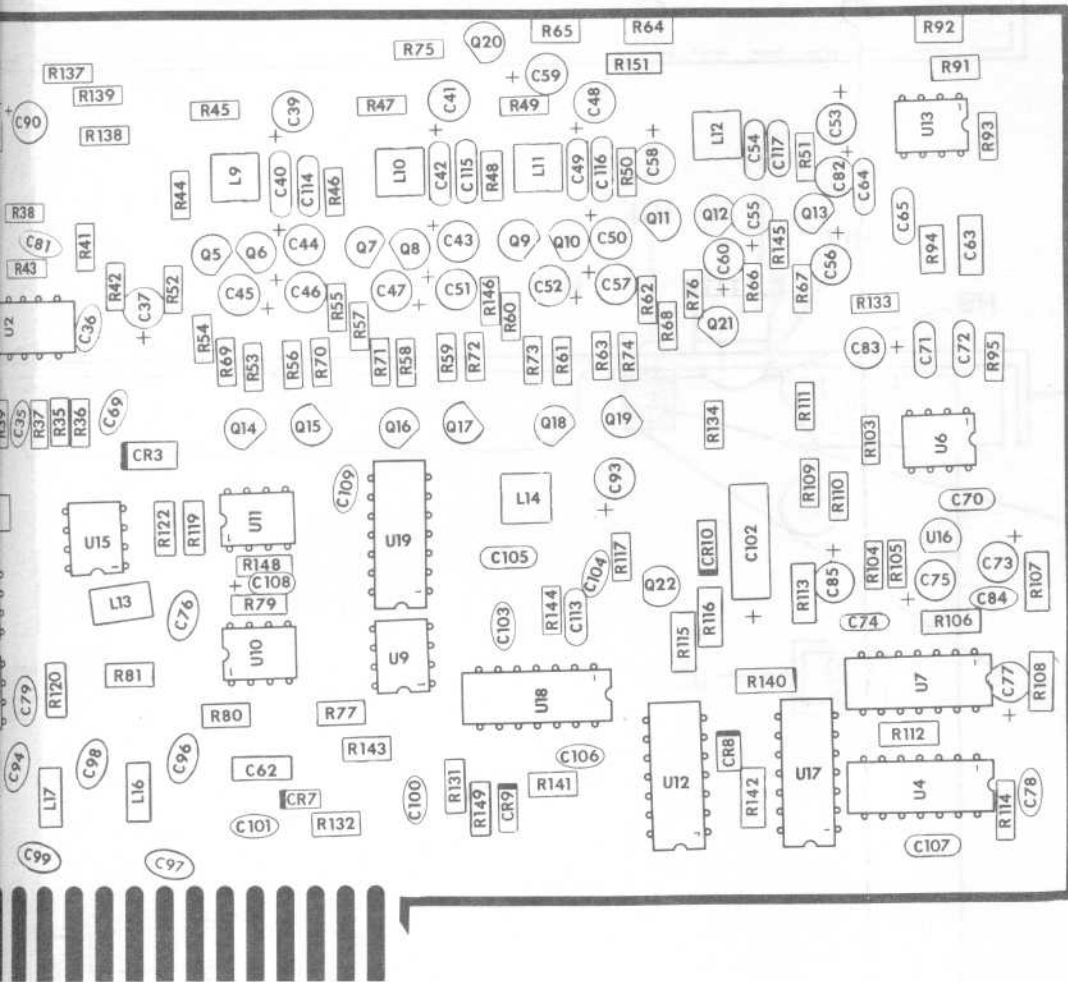 Q20 R65 R64 R92
R75
R137 C59 R151 R91
R139 R45 C39 R47 C41 R49 C48
C90 C53 U13 R93
R138 L12 C54 C117 R51
L9 C40 C114 R46 L10 C42 C115 R48 L11 C49 C116 R50 C58 C82 C64
R44
R38 Q11 Q12 C55 Q13 C65
C81 R41 Q5 Q6 C44 Q7 Q8 C43 Q9 Q10 C50 R145 R94 C63
R43 R42 R52 C60 R66 R67 C56
C45 C46 R55 C47 C51 R146 C52 C57 R62 R76
C37 R133
U2 C36 R54 R57 R60 R68 Q21
R69 R53 R56 R70 R71 R58 R59 R72 R73 R61 R63 R74 C83 C71 C72 R95
R39 C35 R37 R35 R36 C69 R111
Q14 Q15 Q16 Q17 Q18 Q19 R134 R103 U6
CR3
C109 L14 C93 R109 R110 C70
U15 R122 R119 U11 U19 CR10 C102 U16
R148 C105 C104 R117 C73
C108 Q22 C85 R104 R105 C75 R107
L13 C76 R79 C103 R144 C113 R116 R113 C84
C74 R106
U10 U9 R115
R81 R140 U7 C77 R108
C79 R120 U18
R80 R77
R143 R112
C94 C98 C96 C62 C106 CR8
L17 L16 CR7 C100 R131 R149 CR9 R141 U12 R142 U17 U4 C78
C101 R132 R114
C107
C99 C97